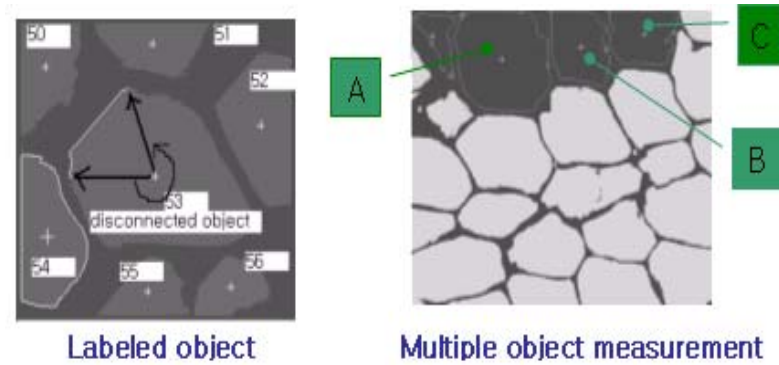 50
51
52
53
disconnected object
54
55
56
Labeled object
A
C
B
Multiple object measurement